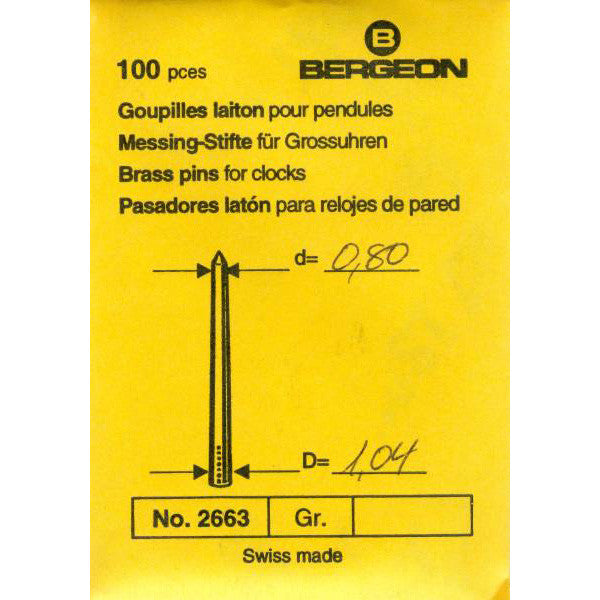 B
100 pces BERGEON
Goupilles laiton pour pendules
Messing-Stifte für Grossuhren
Brass pins for clocks
Pasadores latón para relojes de pared
d= 0,80
D= 1,04
No. 2663 Gr.
Swiss made